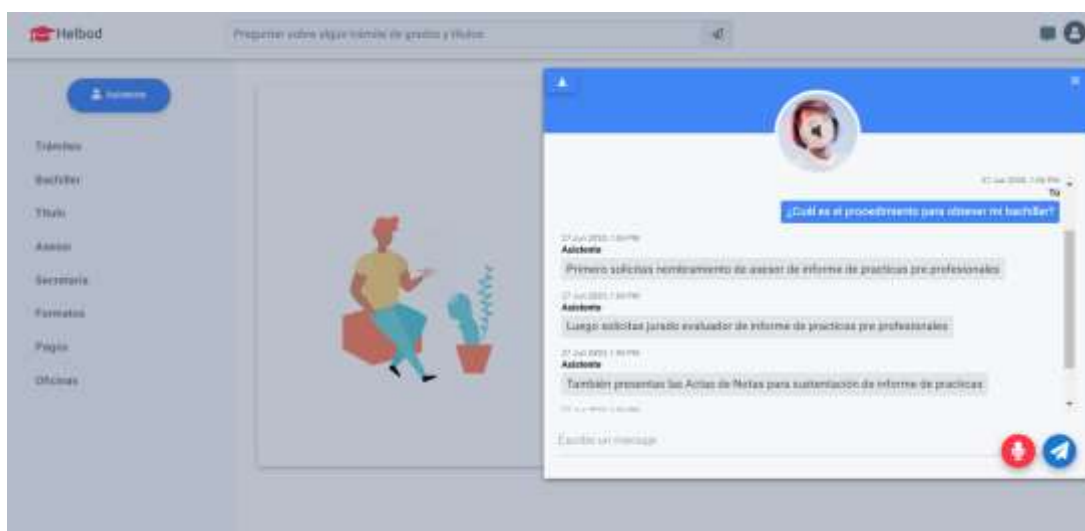 Helbod
Preguntar sobre algún trámite de grados y títulos
Asistente
Trámites
Bachiller
Título
Asesor
Secretaría
Formatos
Pagos
Oficinas
Tú
¿Cuál es el procedimiento para obtener mi bachiller?
Asistente
Primero solicitas nombramiento de asesor de informe de practicas pre profesionales
Asistente
Luego solicitas jurado evaluador de informe de practicas pre profesionales
Asistente
También presentas las Actas de Notas para sustentación de informe de practicas
Escribe un mensaje